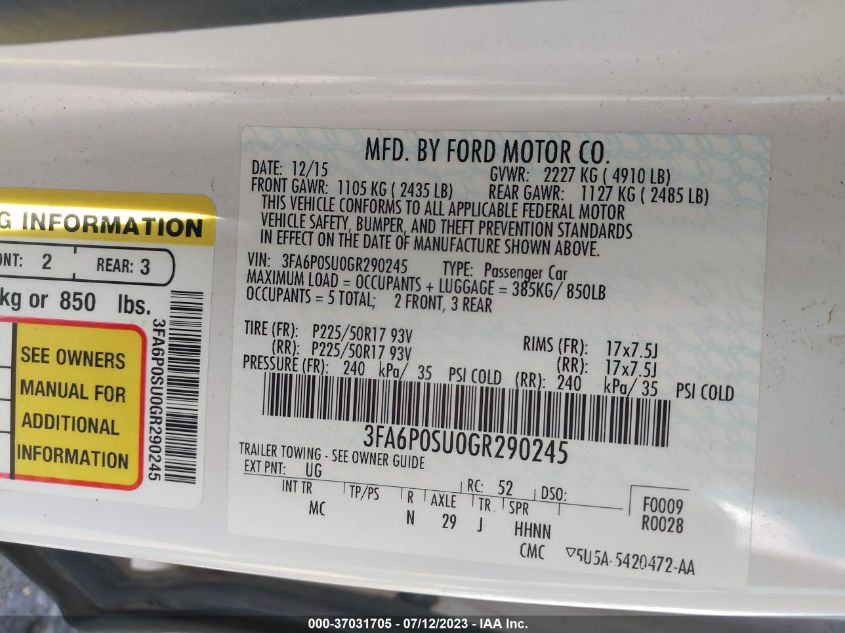 G INFORMATION
NT: 2 REAR: 3
kg or 850 lbs.
SEE OWNERS
MANUAL FOR
ADDITIONAL
INFORMATION
3FA6P0SU0GR290245
MFD. BY FORD MOTOR CO.
DATE: 12/15 GVWR: 2227 KG ( 4910 LB)
FRONT GAWR: 1105 KG ( 2435 LB) REAR GAWR: 1127 KG ( 2485 LB)
THIS VEHICLE CONFORMS TO ALL APPLICABLE FEDERAL MOTOR
VEHICLE SAFETY, BUMPER, AND THEFT PREVENTION STANDARDS
IN EFFECT ON THE DATE OF MANUFACTURE SHOWN ABOVE.
VIN: 3FA6P0SU0GR290245 TYPE: Passenger Car
MAXIMUM LOAD = OCCUPANTS + LUGGAGE = 385KG/ 850LB
OCCUPANTS = 5 TOTAL; 2 FRONT, 3 REAR
TIRE (FR): P225/50R17 93V RIMS (FR): 17x7.5J
(RR): P225/50R17 93V (RR): 17x7.5J
PRESSURE (FR): 240 kPa/ 35 PSI COLD (RR): 240 kPa/ 35 PSI COLD
3FA6P0SU0GR290245
TRAILER TOWING - SEE OWNER GUIDE
EXT PNT: UG RC: 52 DSO: F0009
R0028
INT TR TP/PS R AXLE TR SPR
MC N 29 J HHNN
CMC ▽5U5A-5420472-AA
000-37031705 - 07/12/2023 - IAA Inc.